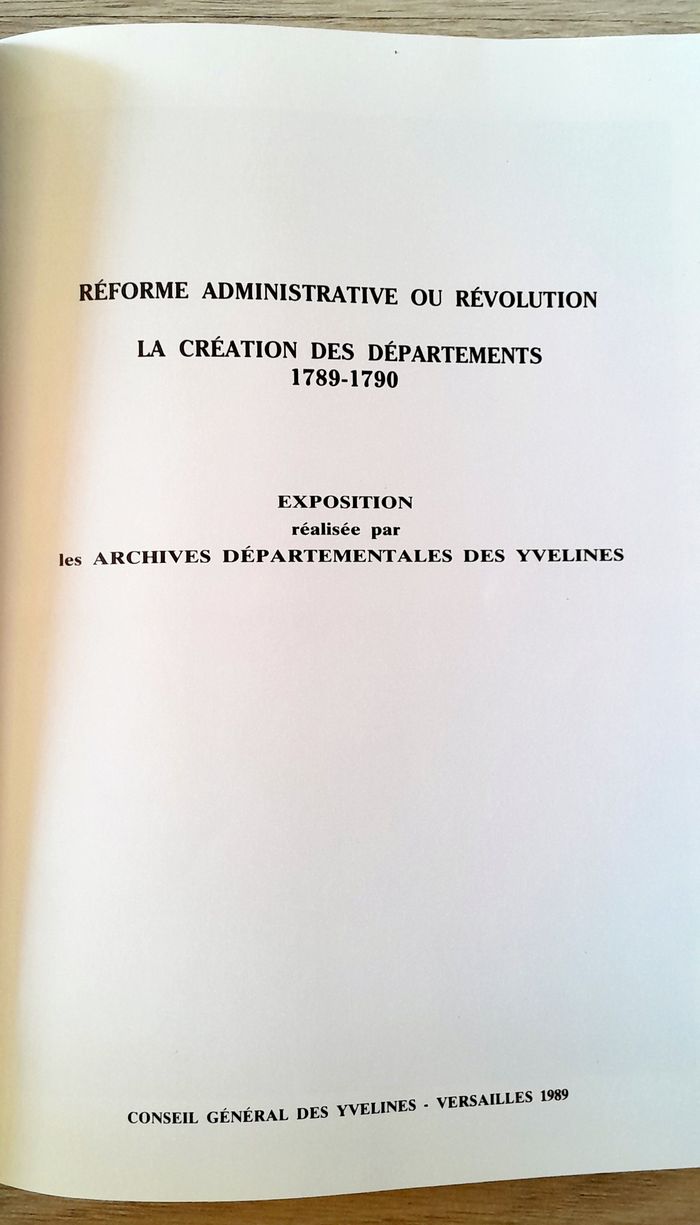 RÉFORME ADMINISTRATIVE OU RÉVOLUTION
LA CRÉATION DES DÉPARTEMENTS
1789-1790
EXPOSITION
réalisée par
les ARCHIVES DÉPARTEMENTALES DES YVELINES
CONSEIL GÉNÉRAL DES YVELINES - VERSAILLES 1989